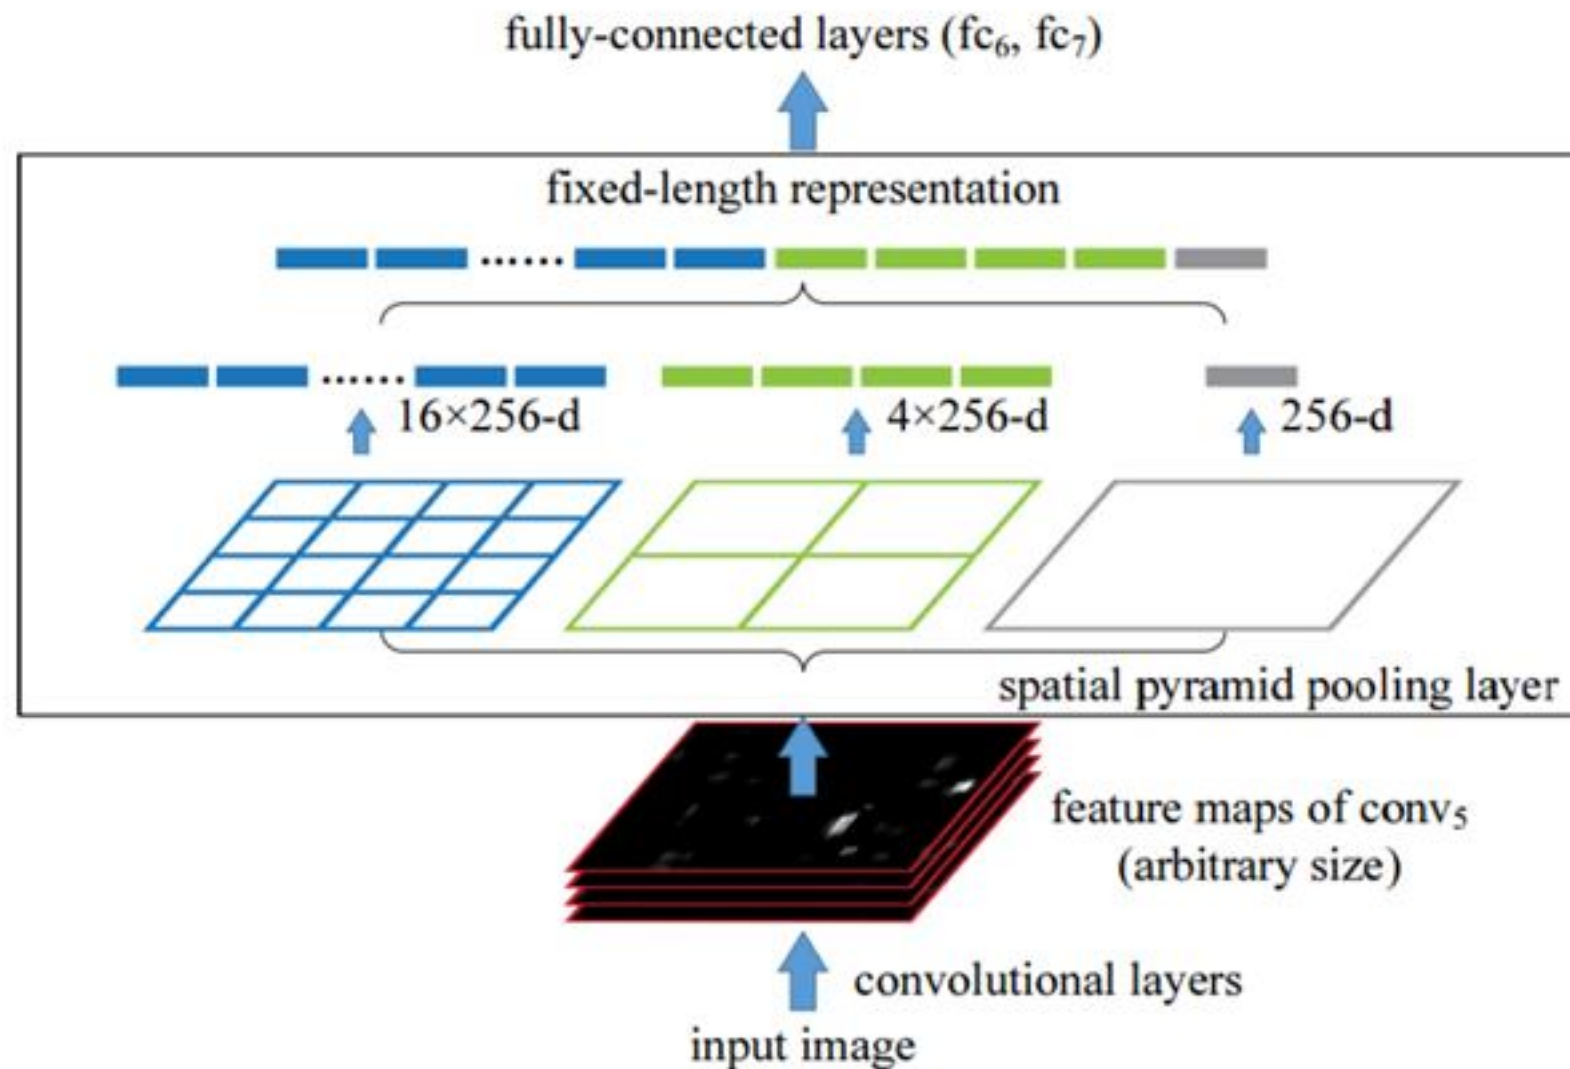 fully-connected layers (fc₆, fc₇)
fixed-length representation
16×256-d
4×256-d
256-d
spatial pyramid pooling layer
feature maps of conv₅
(arbitrary size)
convolutional layers
input image